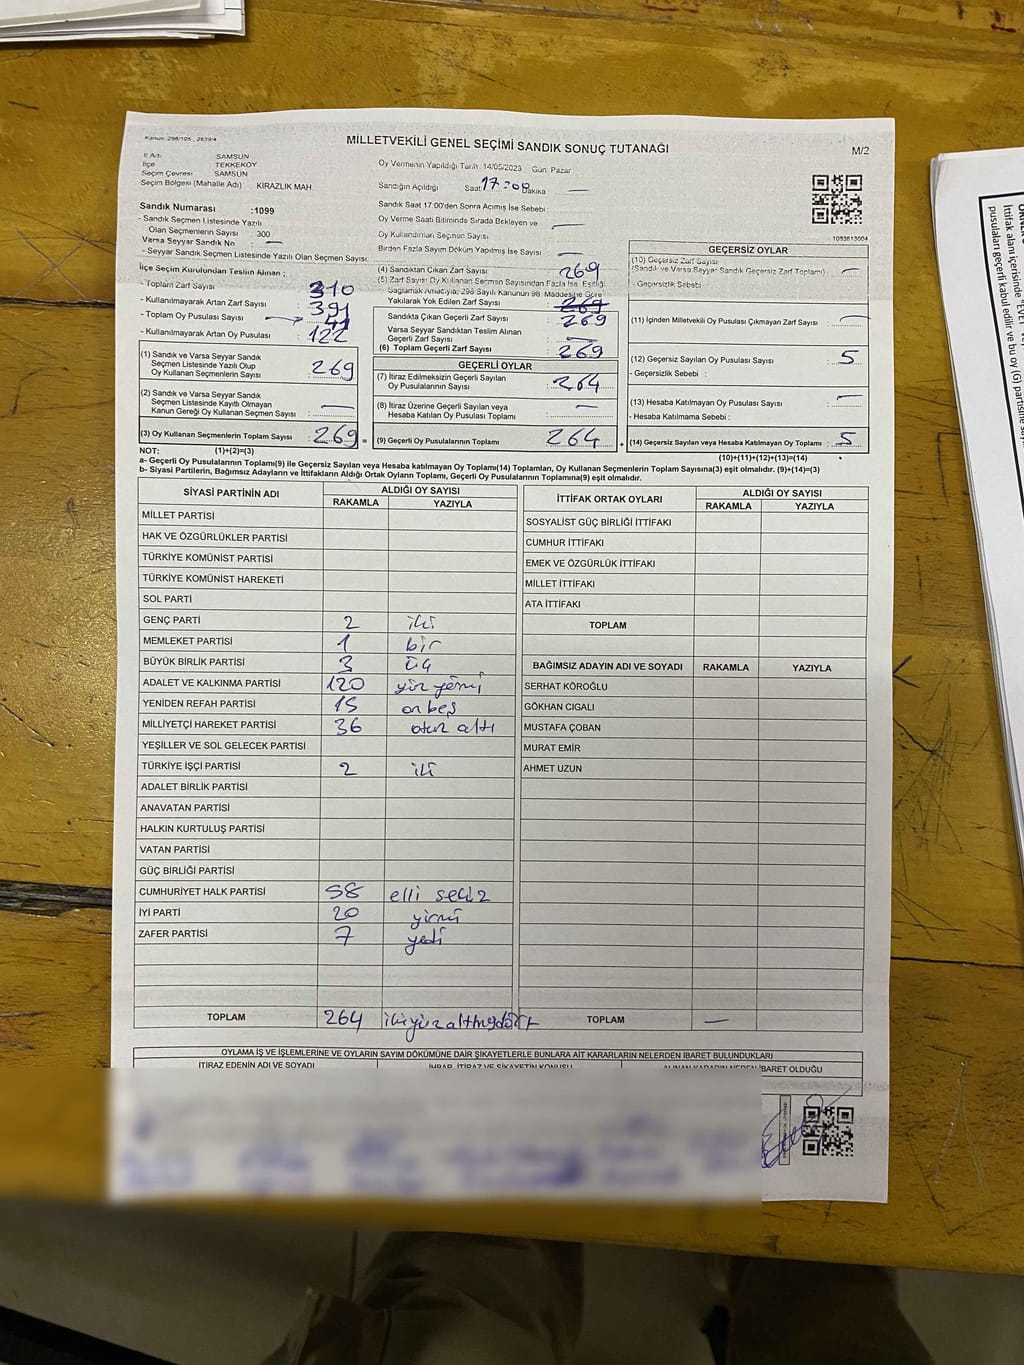 Kanun: 298/105 , 2839/4
MİLLETVEKİLİ GENEL SEÇİMİ SANDIK SONUÇ TUTANAĞI
M/2
İl Adı SAMSUN
İlçe TEKKEKÖY
Seçim Çevresi SAMSUN
Seçim Bölgesi (Mahalle Adı) KİRAZLIK MAH
Oy Vermenin Yapıldığı Tarih :14/05/2023 Gün: Pazar
Sandığın Açıldığı Saat 17:00 Dakika —
Sandık Saat 17:00'den Sonra Açımış İse Sebebi
Oy Verme Saati Bitiminde Sırada Bekleyen ve
Oy Kullandırılan Seçmen Sayısı —
Birden Fazla Sayım Döküm Yapılmış İse Sayısı —
Sandık Numarası :1099
- Sandık Seçmen Listesinde Yazılı
Olan Seçmenlerin Sayısı : 300
Varsa Seyyar Sandık No : —
- Seyyar Sandık Seçmen Listesinde Yazılı Olan Seçmen Sayısı:
İlçe Seçim Kurulundan Teslim Alınan ;
- Toplam Zarf Sayısı 310
- Kullanılmayarak Artan Zarf Sayısı : 41
- Toplam Oy Pusulası Sayısı : 391
- Kullanılmayarak Artan Oy Pusulası : 122
(1) Sandık ve Varsa Seyyar Sandık
Seçmen Listesinde Yazılı Olup
Oy Kullanan Seçmenlerin Sayısı : 269
(2) Sandık ve Varsa Seyyar Sandık
Seçmen Listesinde Kayıtlı Olmayan
Kanun Gereği Oy Kullanan Seçmen Sayısı : —
(3) Oy Kullanan Seçmenlerin Toplam Sayısı : 269 =
(4) Sandıktan Çıkan Zarf Sayısı : 269
(5) Zarf Sayısı Oy Kullanan Seçmen Sayısından Fazla İse, Eşitliği
Sağlamak Amacıyla, 298 Sayılı Kanunun 98. Maddesine Göre
Yakılarak Yok Edilen Zarf Sayısı : 269
Sandıkta Çıkan Geçerli Zarf Sayısı : 269
Varsa Seyyar Sandıktan Teslim Alınan
Geçerli Zarf Sayısı : —
(6) Toplam Geçerli Zarf Sayısı : 269
GEÇERLİ OYLAR
(7) İtiraz Edilmeksizin Geçerli Sayılan
Oy Pusulalarının Sayısı : 264
(8) İtiraz Üzerine Geçerli Sayılan veya
Hesaba Katılan Oy Pusulası Toplamı : —
(9) Geçerli Oy Pusulalarının Toplamı : 264 +
1053613004
GEÇERSİZ OYLAR
(10) Geçersiz Zarf Sayısı
(Sandık ve Varsa Seyyar Sandık Geçersiz Zarf Toplamı) : —
- Geçersizlik Sebebi :
(11) İçinden Milletvekili Oy Pusulası Çıkmayan Zarf Sayısı : —
(12) Geçersiz Sayılan Oy Pusulası Sayısı : 5
- Geçersizlik Sebebi :
(13) Hesaba Katılmayan Oy Pusulası Sayısı : —
- Hesaba Katılmama Sebebi :
(14) Geçersiz Sayılan veya Hesaba Katılmayan Oy Toplamı : 5
NOT: (1)+(2)=(3) (10)+(11)+(12)+(13)=(14)
a- Geçerli Oy Pusulalarının Toplamı(9) ile Geçersiz Sayılan veya Hesaba katılmayan Oy Toplam(14) Toplamları, Oy Kullanan Seçmenlerin Toplam Sayısına(3) eşit olmalıdır. (9)+(14)=(3)
b- Siyasi Partilerin, Bağımsız Adayların ve İttifakların Aldığı Ortak Oyların Toplamı, Geçerli Oy Pusulalarının Toplamına(9) eşit olmalıdır.
SİYASİ PARTİNİN ADI ALDIĞI OY SAYISI
RAKAMLA YAZIYLA
MİLLET PARTİSİ
HAK VE ÖZGÜRLÜKLER PARTİSİ
TÜRKİYE KOMÜNİST PARTİSİ
TÜRKİYE KOMÜNİST HAREKETİ
SOL PARTİ
GENÇ PARTİ 2 iki
MEMLEKET PARTİSİ 1 bir
BÜYÜK BİRLİK PARTİSİ 3 üç
ADALET VE KALKINMA PARTİSİ 120 yüz yirmi
YENİDEN REFAH PARTİSİ 15 onbeş
MİLLİYETÇİ HAREKET PARTİSİ 36 otuz altı
YEŞİLLER VE SOL GELECEK PARTİSİ
TÜRKİYE İŞÇİ PARTİSİ 2 iki
ADALET BİRLİK PARTİSİ
ANAVATAN PARTİSİ
HALKIN KURTULUŞ PARTİSİ
VATAN PARTİSİ
GÜÇ BİRLİĞİ PARTİSİ
CUMHURİYET HALK PARTİSİ 58 elli sekiz
İYİ PARTİ 20 yirmi
ZAFER PARTİSİ 7 yedi
TOPLAM 264 ikiyüzaltmışdört
İTTİFAK ORTAK OYLARI ALDIĞI OY SAYISI
RAKAMLA YAZIYLA
SOSYALİST GÜÇ BİRLİĞİ İTTİFAKI
CUMHUR İTTİFAKI
EMEK VE ÖZGÜRLÜK İTTİFAKI
MİLLET İTTİFAKI
ATA İTTİFAKI
TOPLAM
BAĞIMSIZ ADAYIN ADI VE SOYADI RAKAMLA YAZIYLA
SERHAT KÖROĞLU
GÖKHAN CIGALI
MUSTAFA ÇOBAN
MURAT EMİR
AHMET UZUN
TOPLAM —
OYLAMA İŞ VE İŞLEMLERİNE VE OYLARIN SAYIM DÖKÜMÜNE DAİR ŞİKAYETLERLE BUNLARA AİT KARARLARIN NELERDEN İBARET BULUNDUKLARI
İTİRAZ EDENİN ADI VE SOYADI İHBAR, İTİRAZ VE ŞİKAYETİN KONUSU ALINAN KARARIN NEDEN İBARET OLDUĞU